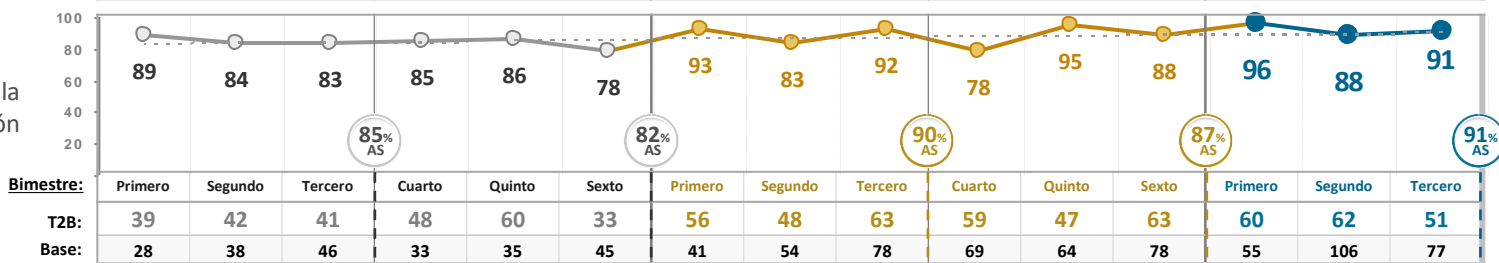 100
80
60
40
20
la
ón
89 84 83 85 86 78 93 83 92 78 95 88 96 88 91
85% AS 82% AS 90% AS 87% AS 91% AS
Bimestre: Primero Segundo Tercero Cuarto Quinto Sexto Primero Segundo Tercero Cuarto Quinto Sexto Primero Segundo Tercero
T2B: 39 42 41 48 60 33 56 48 63 59 47 63 60 62 51
Base: 28 38 46 33 35 45 41 54 78 69 64 78 55 106 77